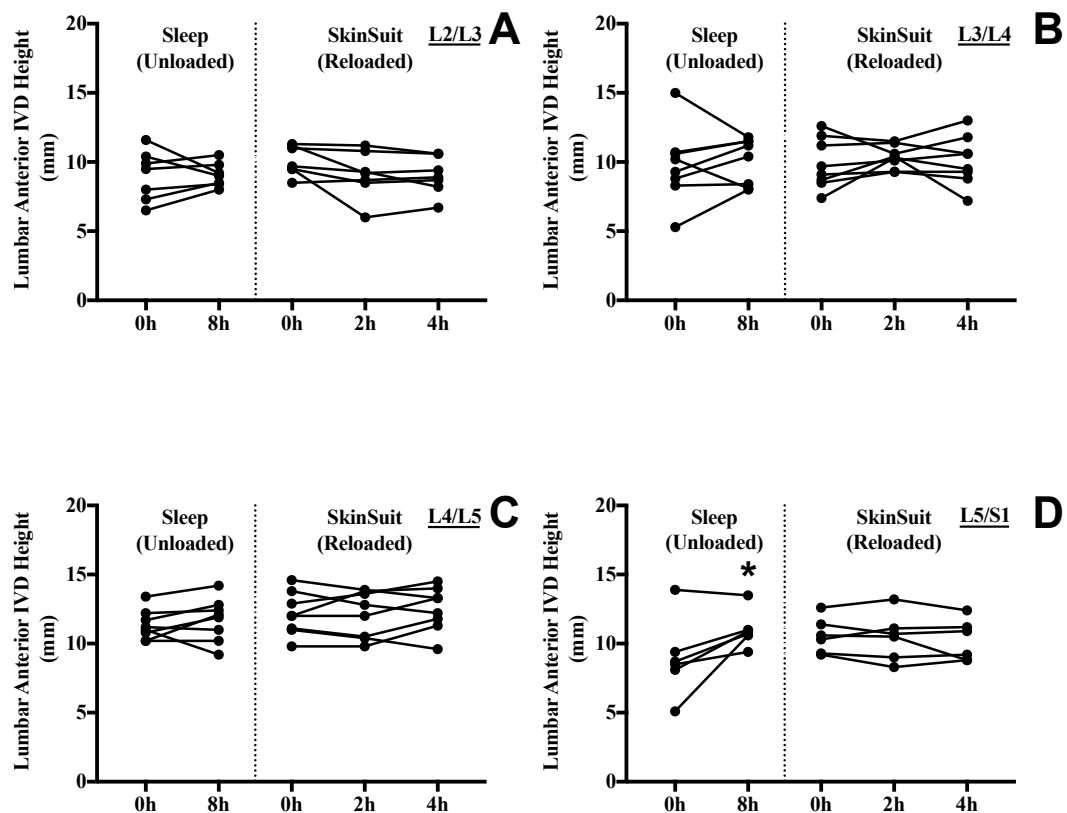 A
Sleep
(Unloaded)
SkinSuit
(Reloaded)
L2/L3
Lumbar Anterior IVD Height
(mm)
20
15
10
5
0
0h 8h 0h 2h 4h
B
Sleep
(Unloaded)
SkinSuit
(Reloaded)
L3/L4
Lumbar Anterior IVD Height
(mm)
20
15
10
5
0
0h 8h 0h 2h 4h
C
Sleep
(Unloaded)
SkinSuit
(Reloaded)
L4/L5
Lumbar Anterior IVD Height
(mm)
20
15
10
5
0
0h 8h 0h 2h 4h
D
Sleep
(Unloaded)
*
SkinSuit
(Reloaded)
L5/S1
Lumbar Anterior IVD Height
(mm)
20
15
10
5
0
0h 8h 0h 2h 4h